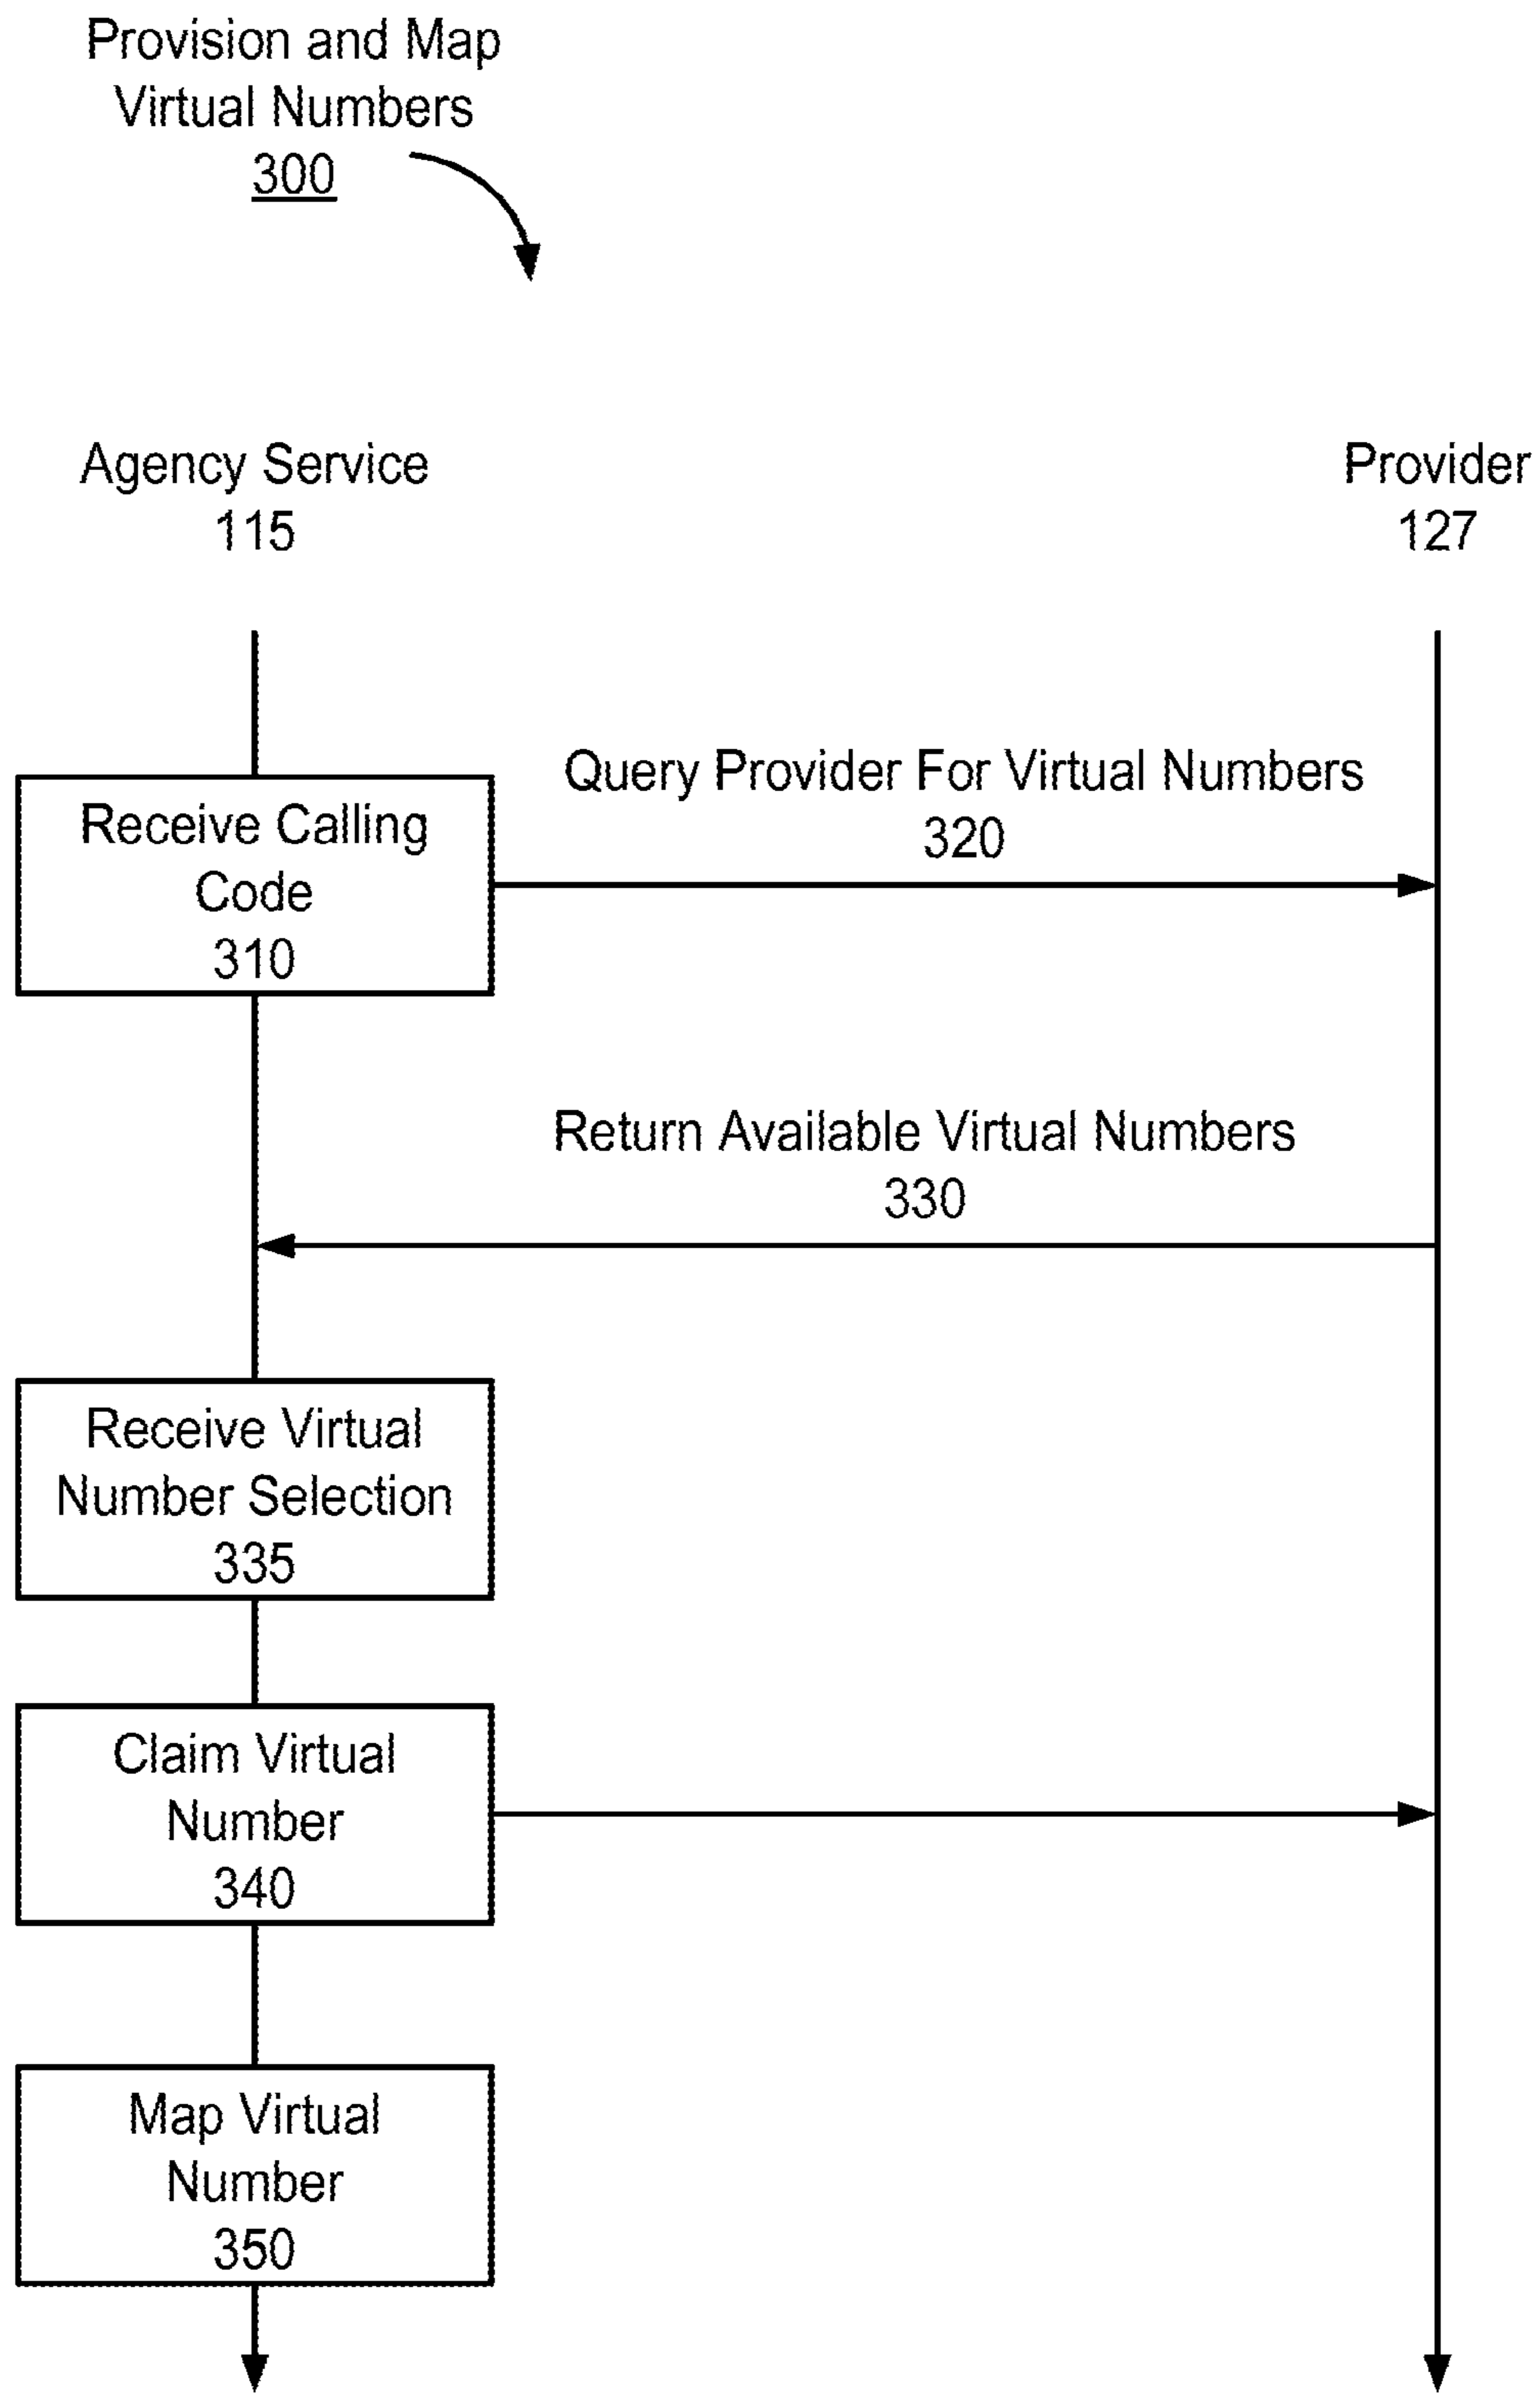 Provision and Map
Virtual Numbers
300
Agency Service
115
Provider
127
Query Provider For Virtual Numbers
320
Receive Calling
Code
310
Return Available Virtual Numbers
330
Receive Virtual
Number Selection
335
Claim Virtual
Number
340
Map Virtual
Number
350